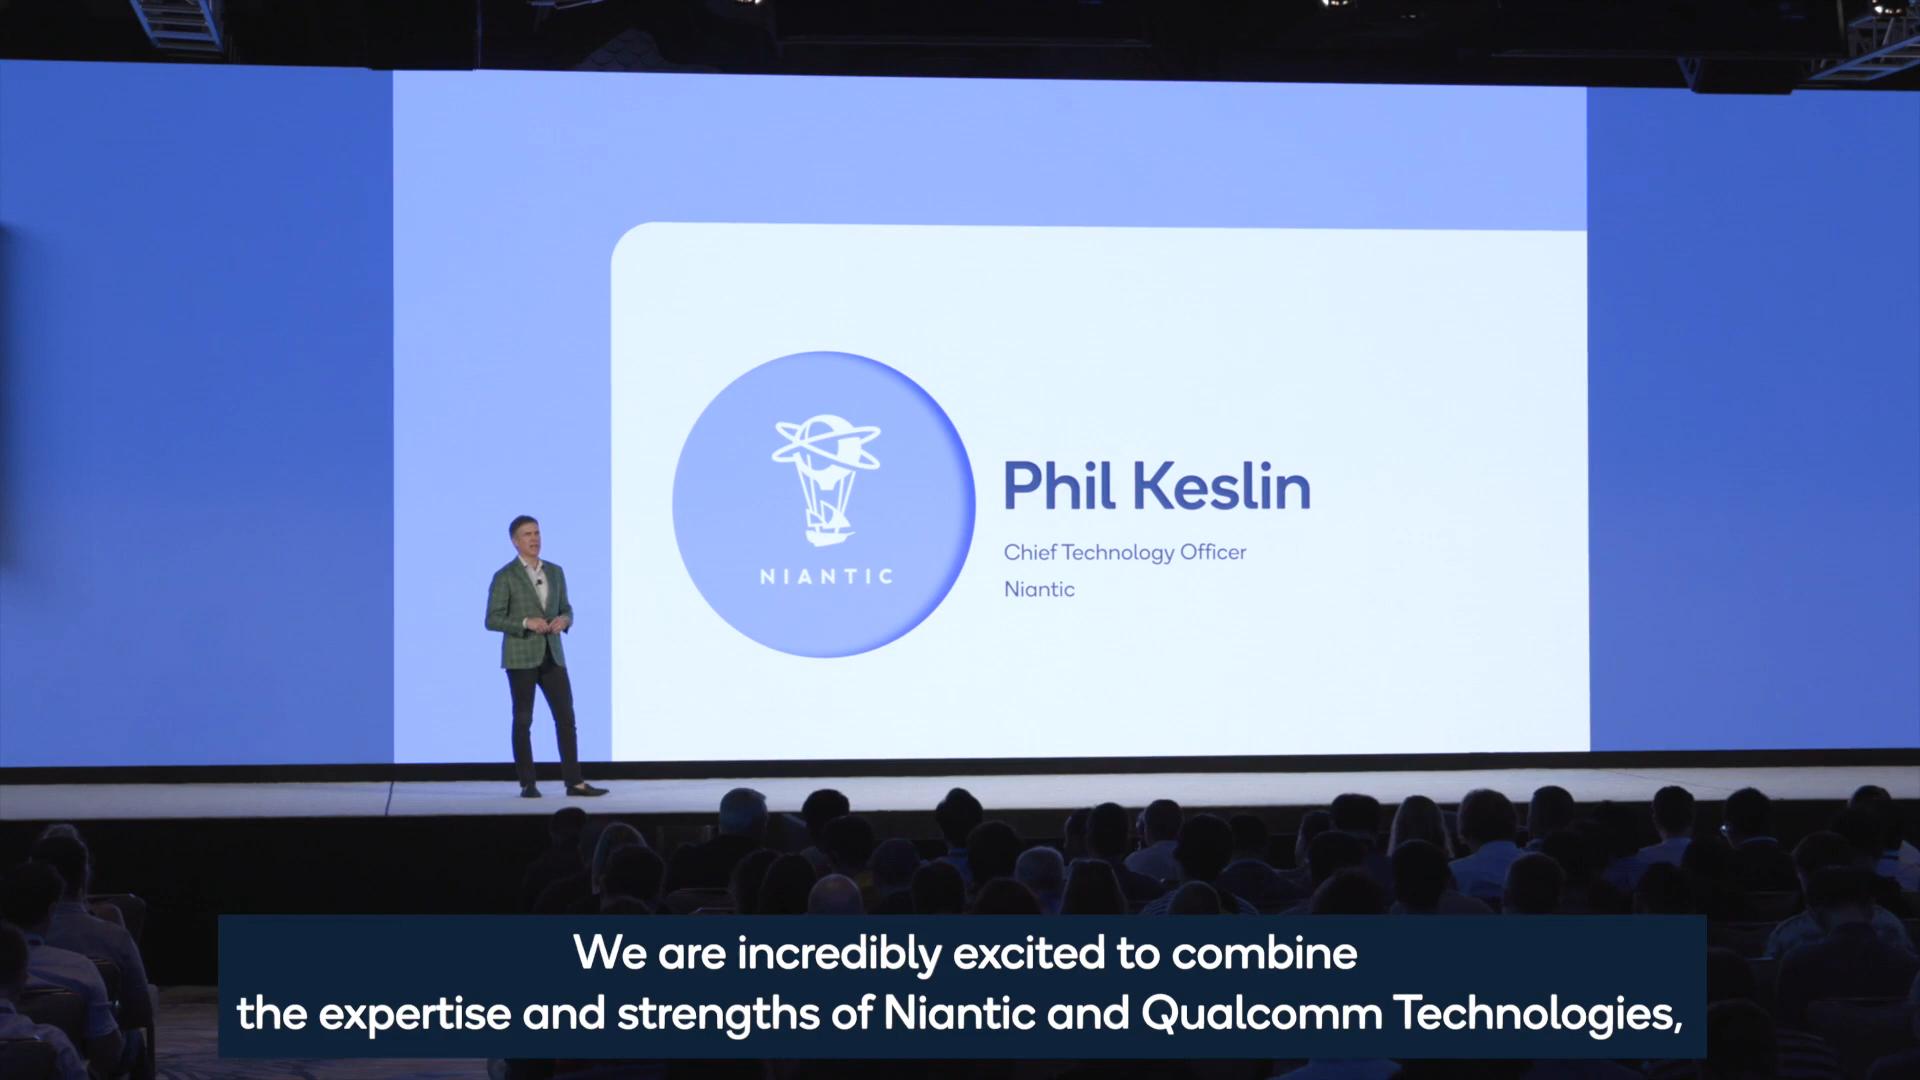 NIANTIC
Phil Keslin
Chief Technology Officer
Niantic
We are incredibly excited to combine
the expertise and strengths of Niantic and Qualcomm Technologies,